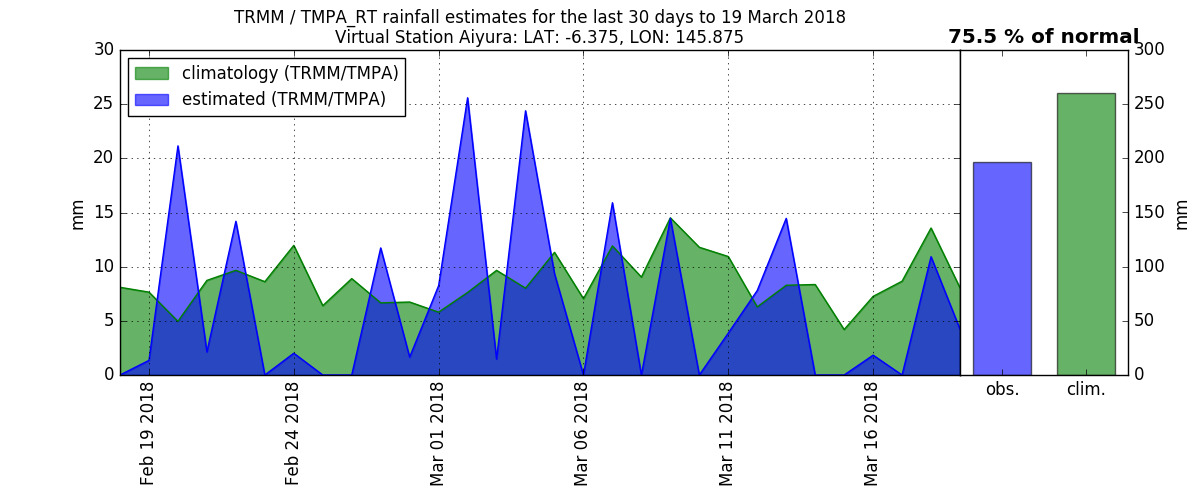 TRMM / TMPA_RT rainfall estimates for the last 30 days to 19 March 2018
Virtual Station Aiyura: LAT: -6.375, LON: 145.875
75.5 % of normal
climatology (TRMM/TMPA)
estimated (TRMM/TMPA)
30
25
20
15
10
5
0
mm
300
250
200
150
100
50
0
mm
Feb 19 2018
Feb 24 2018
Mar 01 2018
Mar 06 2018
Mar 11 2018
Mar 16 2018
obs.
clim.